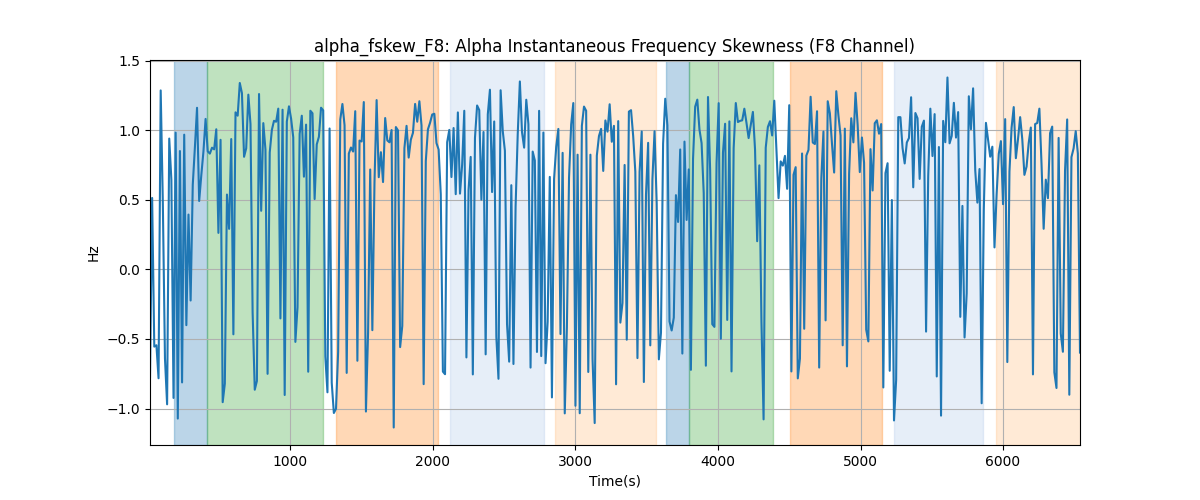 alpha_fskew_F8: Alpha Instantaneous Frequency Skewness (F8 Channel)
1.5
1.0
0.5
0.0
−0.5
−1.0
Hz
1000 2000 3000 4000 5000 6000
Time(s)